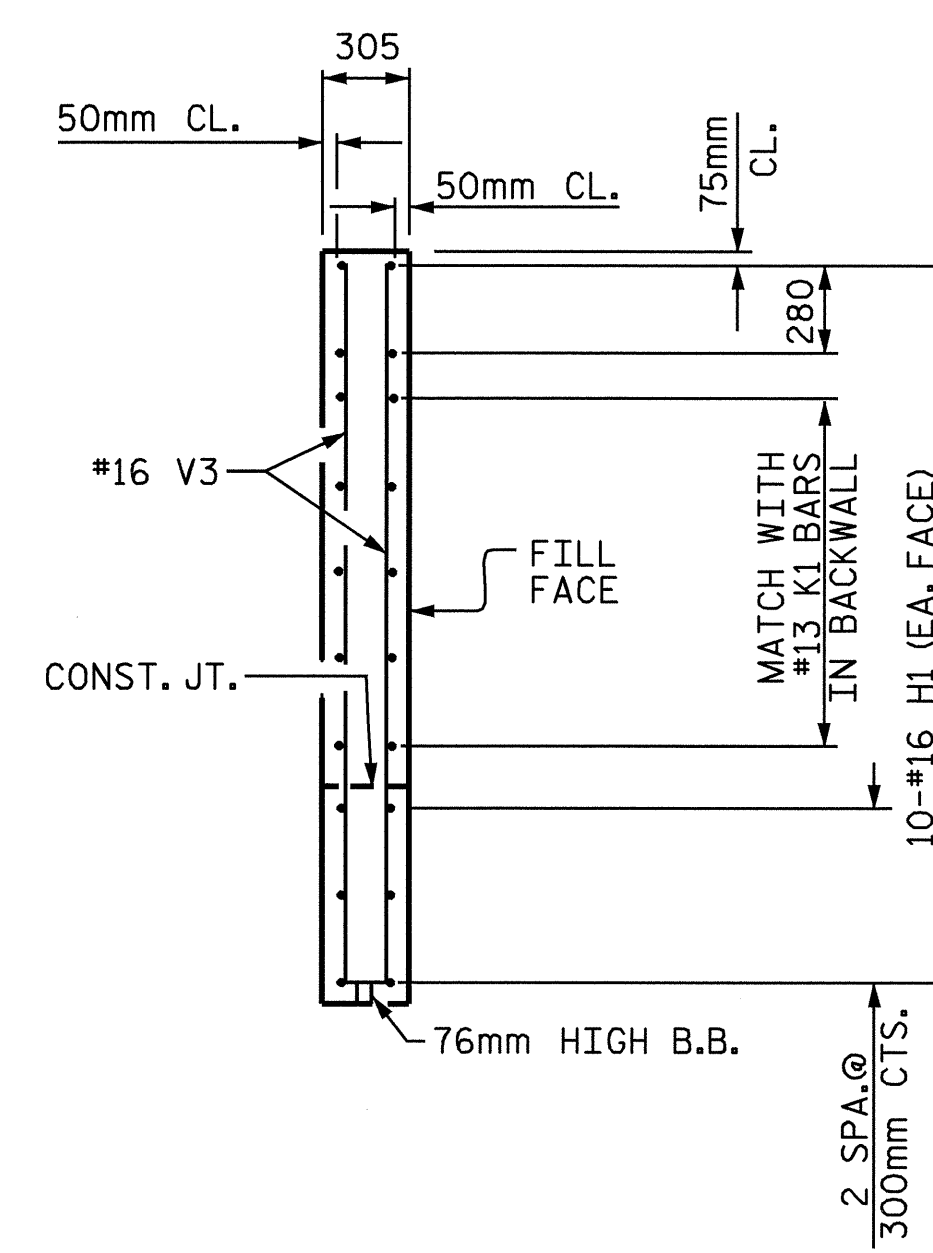 305
50mm CL.
50mm CL.
75mm
CL.
280
#16 V3
FILL
FACE
MATCH WITH
#13 K1 BARS
IN BACKWALL
10-#16 H1 (EA. FACE)
CONST. JT.
76mm HIGH B.B.
2 SPA.@
300mm CTS.